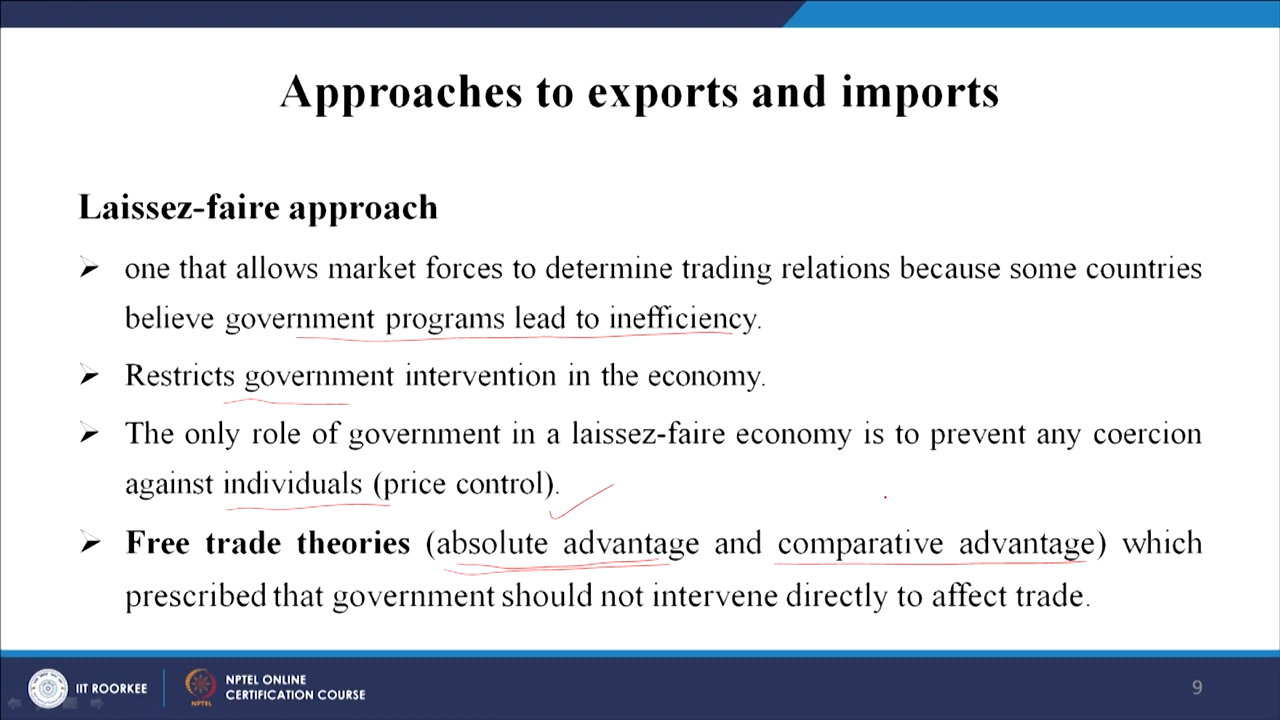 Approaches to exports and imports
Laissez-faire approach
➢ one that allows market forces to determine trading relations because some countries
believe government programs lead to inefficiency.
➢ Restricts government intervention in the economy.
➢ The only role of government in a laissez-faire economy is to prevent any coercion
against individuals (price control).
➢ Free trade theories (absolute advantage and comparative advantage) which
prescribed that government should not intervene directly to affect trade.
IIT ROORKEE
NPTEL
NPTEL ONLINE
CERTIFICATION COURSE
9